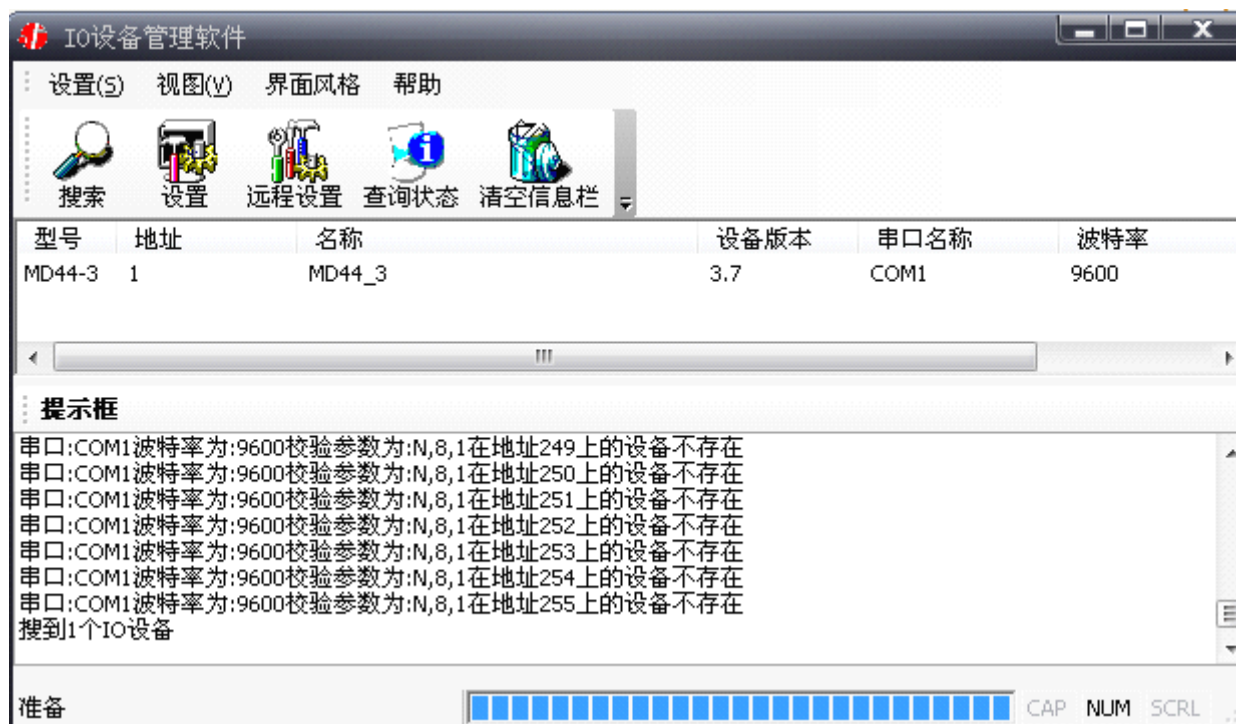 IO设备管理软件
设置(S) 视图(V) 界面风格 帮助
搜索 设置 远程设置 查询状态 清空信息栏
型号 地址 名称 设备版本 串口名称 波特率
MD44-3 1 MD44_3 3.7 COM1 9600
提示框
串口:COM1波特率为:9600校验参数为:N,8,1在地址249上的设备不存在
串口:COM1波特率为:9600校验参数为:N,8,1在地址250上的设备不存在
串口:COM1波特率为:9600校验参数为:N,8,1在地址251上的设备不存在
串口:COM1波特率为:9600校验参数为:N,8,1在地址252上的设备不存在
串口:COM1波特率为:9600校验参数为:N,8,1在地址253上的设备不存在
串口:COM1波特率为:9600校验参数为:N,8,1在地址254上的设备不存在
串口:COM1波特率为:9600校验参数为:N,8,1在地址255上的设备不存在
搜到1个IO设备
准备 CAP NUM SCRL